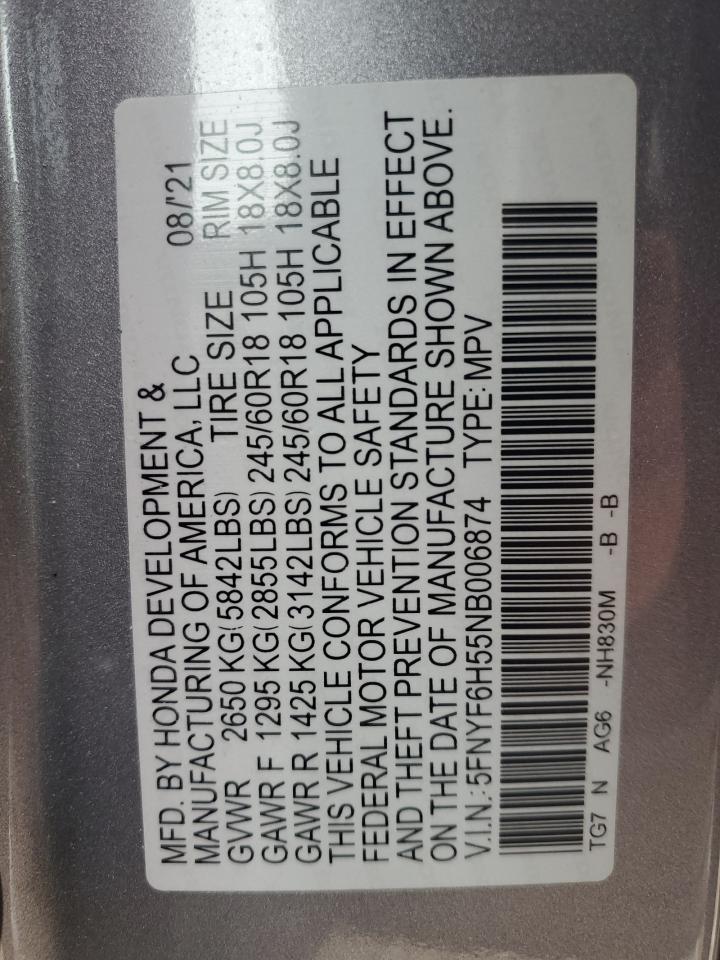 MFD. BY HONDA DEVELOPMENT &
MANUFACTURING OF AMERICA, LLC 08/'21
GVWR 2650 KG(5842LBS) TIRE SIZE RIM SIZE
GAWR F 1295 KG(2855LBS) 245/60R18 105H 18X8.0J
GAWR R 1425 KG(3142LBS) 245/60R18 105H 18X8.0J
THIS VEHICLE CONFORMS TO ALL APPLICABLE
FEDERAL MOTOR VEHICLE SAFETY
AND THEFT PREVENTION STANDARDS IN EFFECT
ON THE DATE OF MANUFACTURE SHOWN ABOVE.
V.I.N.: 5FNYF6H55NB006874 TYPE: MPV
TG7 N AG6 -NH830M -B -B